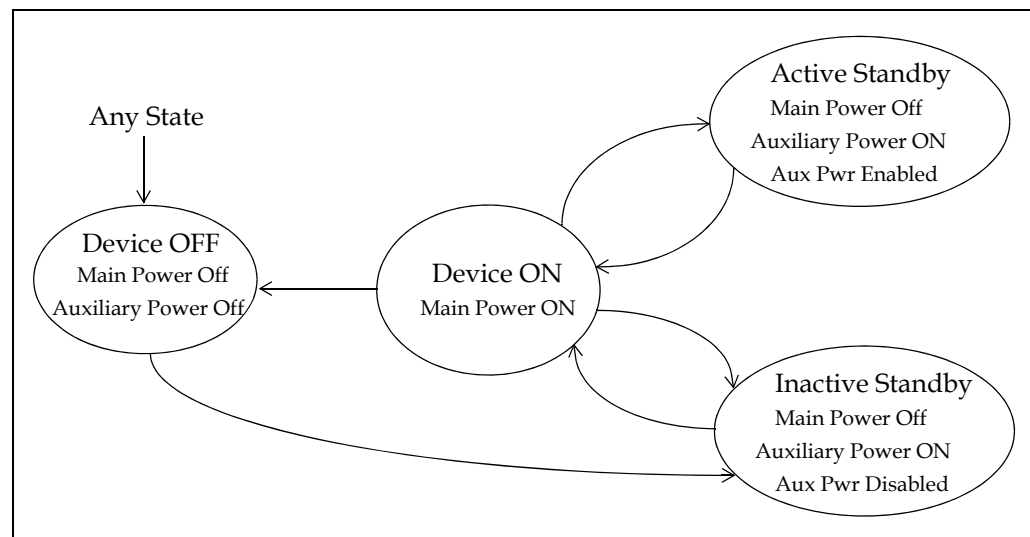 Any State
Device OFF
Main Power Off
Auxiliary Power Off
Device ON
Main Power ON
Active Standby
Main Power Off
Auxiliary Power ON
Aux Pwr Enabled
Inactive Standby
Main Power Off
Auxiliary Power ON
Aux Pwr Disabled